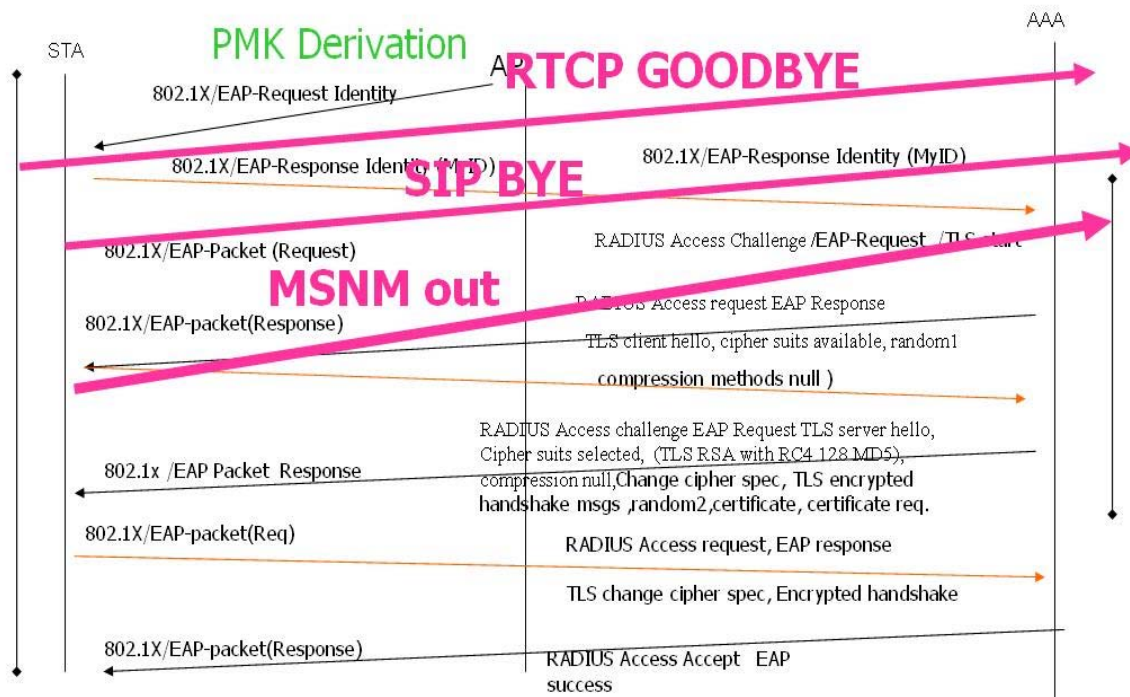 STA
PMK Derivation
AP
AAA
RTCP GOODBYE
802.1X/EAP-Request Identity
802.1X/EAP-Response Identity (MyID)
802.1X/EAP-Response Identity (MyID)
SIP BYE
802.1X/EAP-Packet (Request)
RADIUS Access Challenge /EAP-Request /TLS start
MSNM out
RADIUS Access request EAP Response
802.1X/EAP-packet(Response)
TLS client hello, cipher suits available, random1
compression methods null )
RADIUS Access challenge EAP Request TLS server hello,
Cipher suits selected, (TLS RSA with RC4 128 MD5),
802.1x /EAP Packet Response
compression null,Change cipher spec, TLS encrypted
handshake msgs ,random2,certificate, certificate req.
802.1X/EAP-packet(Req)
RADIUS Access request, EAP response
TLS change cipher spec, Encrypted handshake
802.1X/EAP-packet(Response)
RADIUS Access Accept EAP
success